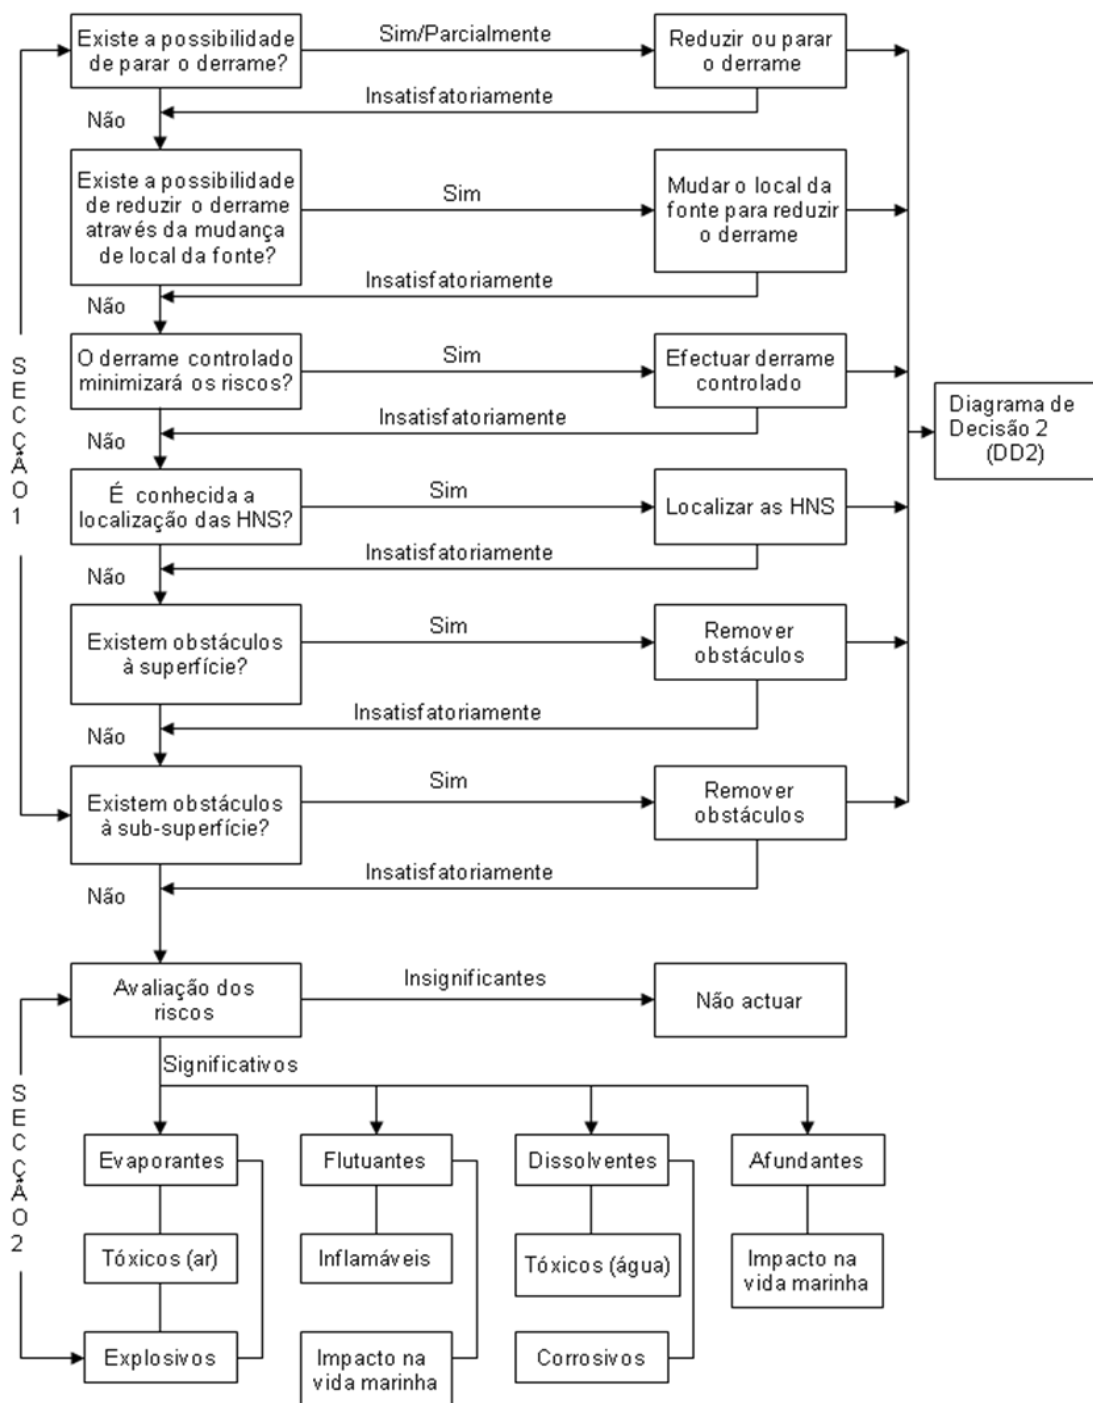 Existe a possibilidade
de parar o derrame?
Sim/Parcialmente
Reduzir ou parar
o derrame
Insatisfatoriamente
Não
Existe a possibilidade
de reduzir o derrame
através da mudança
de local da fonte?
Sim
Mudar o local da
fonte para reduzir
o derrame
Insatisfatoriamente
Não
O derrame controlado
minimizará os riscos?
Sim
Efectuar derrame
controlado
Insatisfatoriamente
Não
SECÇÃO 1
Diagrama de
Decisão 2
(DD2)
É conhecida a
localização das HNS?
Sim
Localizar as HNS
Insatisfatoriamente
Não
Existem obstáculos
à superfície?
Sim
Remover
obstáculos
Insatisfatoriamente
Não
Existem obstáculos
à sub-superfície?
Sim
Remover
obstáculos
Insatisfatoriamente
Não
Avaliação dos
riscos
Insignificantes
Não actuar
Significativos
SECÇÃO 2
Evaporantes
Flutuantes
Dissolventes
Afundantes
Tóxicos (ar)
Inflamáveis
Tóxicos (água)
Impacto na
vida marinha
Explosivos
Impacto na
vida marinha
Corrosivos